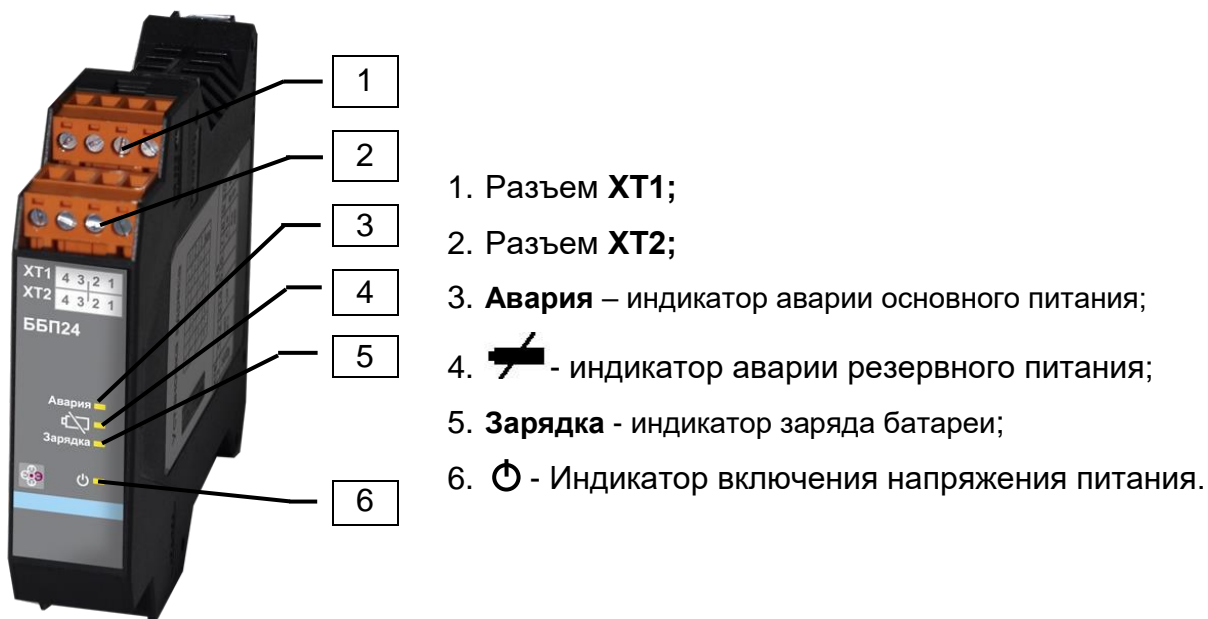 1
2
3
4
5
6
XT1 4 3 2 1
XT2 4 3 2 1
ББП24
Авария
Зарядка
1. Разъем XT1;
2. Разъем XT2;
3. Авария – индикатор аварии основного питания;
4. - индикатор аварии резервного питания;
5. Зарядка - индикатор заряда батареи;
6. - Индикатор включения напряжения питания.